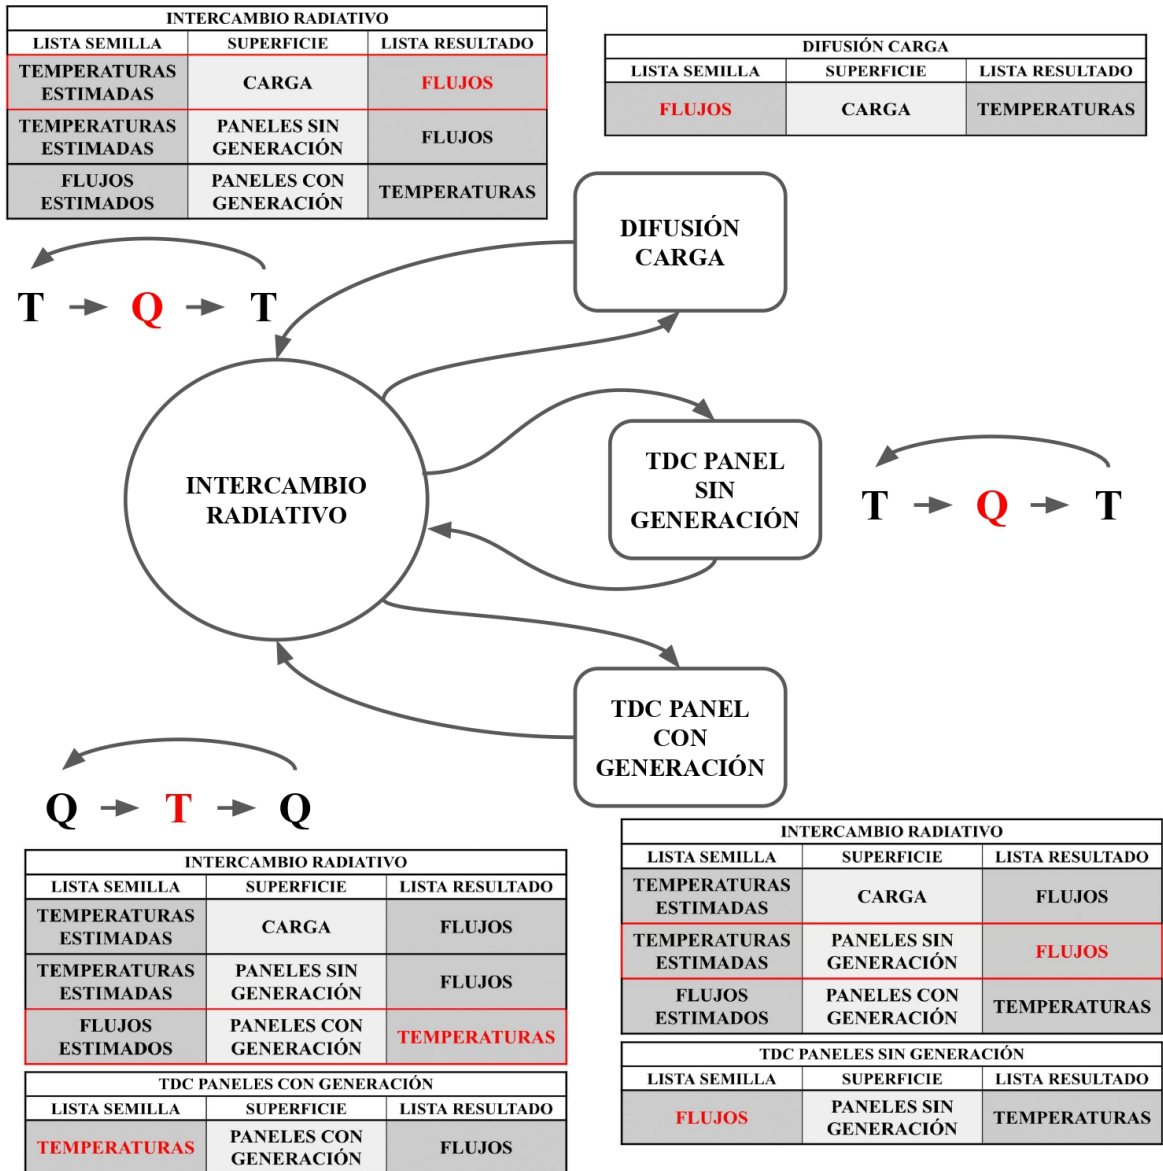 INTERCAMBIO RADIATIVO
LISTA SEMILLA SUPERFICIE LISTA RESULTADO
TEMPERATURAS ESTIMADAS CARGA FLUJOS
TEMPERATURAS ESTIMADAS PANELES SIN GENERACIÓN FLUJOS
FLUJOS ESTIMADOS PANELES CON GENERACIÓN TEMPERATURAS
DIFUSIÓN CARGA
LISTA SEMILLA SUPERFICIE LISTA RESULTADO
FLUJOS CARGA TEMPERATURAS
T Q T
DIFUSIÓN
CARGA
INTERCAMBIO
RADIATIVO
TDC PANEL
SIN
GENERACIÓN
T Q T
TDC PANEL
CON
GENERACIÓN
Q T Q
INTERCAMBIO RADIATIVO
LISTA SEMILLA SUPERFICIE LISTA RESULTADO
TEMPERATURAS ESTIMADAS CARGA FLUJOS
TEMPERATURAS ESTIMADAS PANELES SIN GENERACIÓN FLUJOS
FLUJOS ESTIMADOS PANELES CON GENERACIÓN TEMPERATURAS
TDC PANELES CON GENERACIÓN
LISTA SEMILLA SUPERFICIE LISTA RESULTADO
TEMPERATURAS PANELES CON GENERACIÓN FLUJOS
INTERCAMBIO RADIATIVO
LISTA SEMILLA SUPERFICIE LISTA RESULTADO
TEMPERATURAS ESTIMADAS CARGA FLUJOS
TEMPERATURAS ESTIMADAS PANELES SIN GENERACIÓN FLUJOS
FLUJOS ESTIMADOS PANELES CON GENERACIÓN TEMPERATURAS
TDC PANELES SIN GENERACIÓN
LISTA SEMILLA SUPERFICIE LISTA RESULTADO
FLUJOS PANELES SIN GENERACIÓN TEMPERATURAS